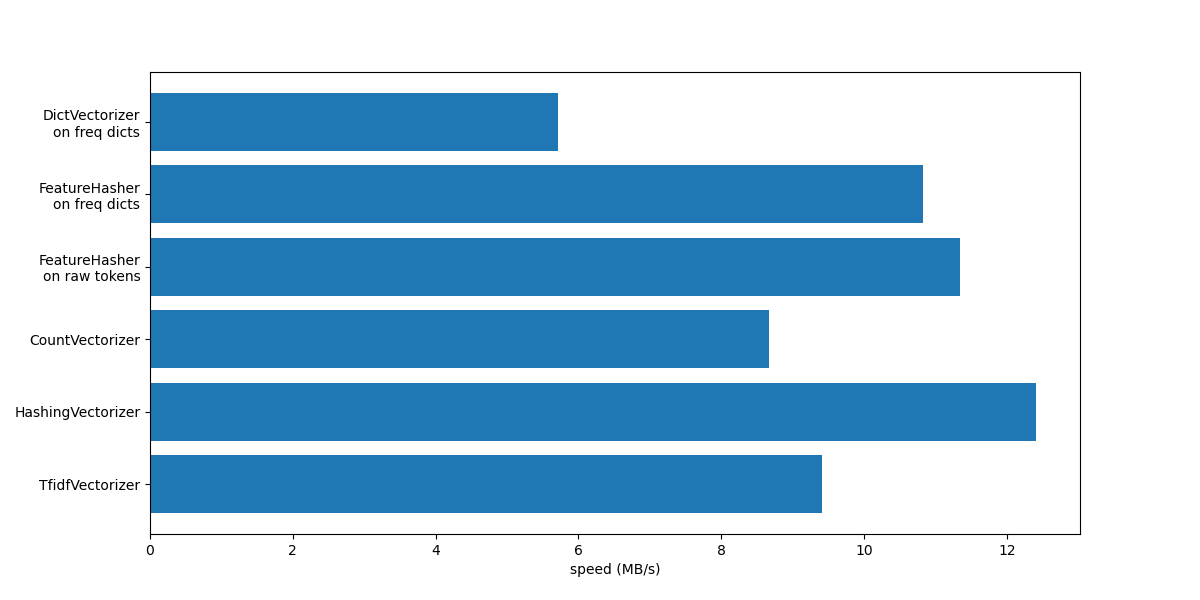 DictVectorizer
on freq dicts
FeatureHasher
on freq dicts
FeatureHasher
on raw tokens
CountVectorizer
HashingVectorizer
TfidfVectorizer
0 2 4 6 8 10 12
speed (MB/s)